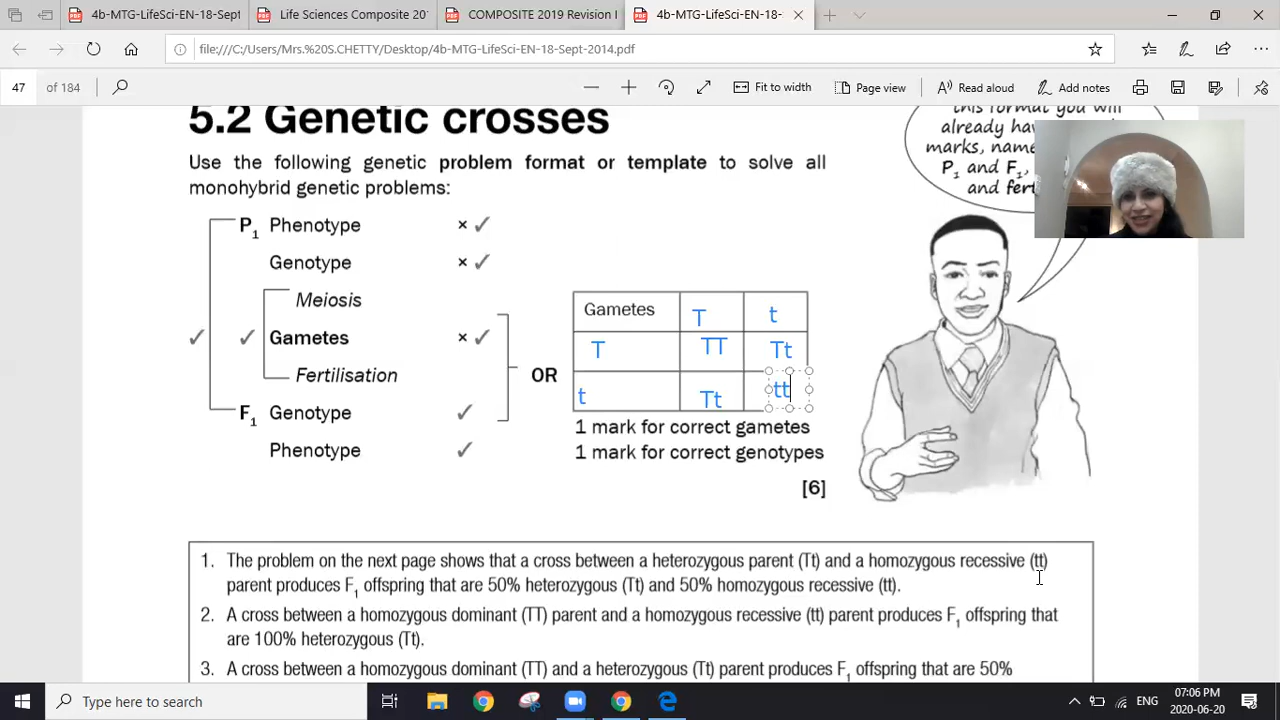 4b-MTG-LifeSci-EN-18-Sept
Life Sciences Composite 20
COMPOSITE 2019 Revision
4b-MTG-LifeSci-EN-18-
file:///C:/Users/Mrs.%20S.CHETTY/Desktop/4b-MTG-LifeSci-EN-18-Sept-2014.pdf
47 of 184
Fit to width
Page view
Read aloud
Add notes
5.2 Genetic crosses
this format you will
already ha
marks, name
P1 and F1,
and fert
Use the following genetic problem format or template to solve all
monohybrid genetic problems:
P1 Phenotype × ✓
Genotype × ✓
Meiosis
✓ ✓ Gametes × ✓
Fertilisation
F1 Genotype ✓
Phenotype ✓
OR
Gametes T t
T TT Tt
t Tt tt
1 mark for correct gametes
1 mark for correct genotypes
[6]
1. The problem on the next page shows that a cross between a heterozygous parent (Tt) and a homozygous recessive (tt)
parent produces F1 offspring that are 50% heterozygous (Tt) and 50% homozygous recessive (tt).
2. A cross between a homozygous dominant (TT) parent and a homozygous recessive (tt) parent produces F1 offspring that
are 100% heterozygous (Tt).
3. A cross between a homozygous dominant (TT) and a heterozygous (Tt) parent produces F1 offspring that are 50%
Type here to search
ENG
07:06 PM
2020-06-20